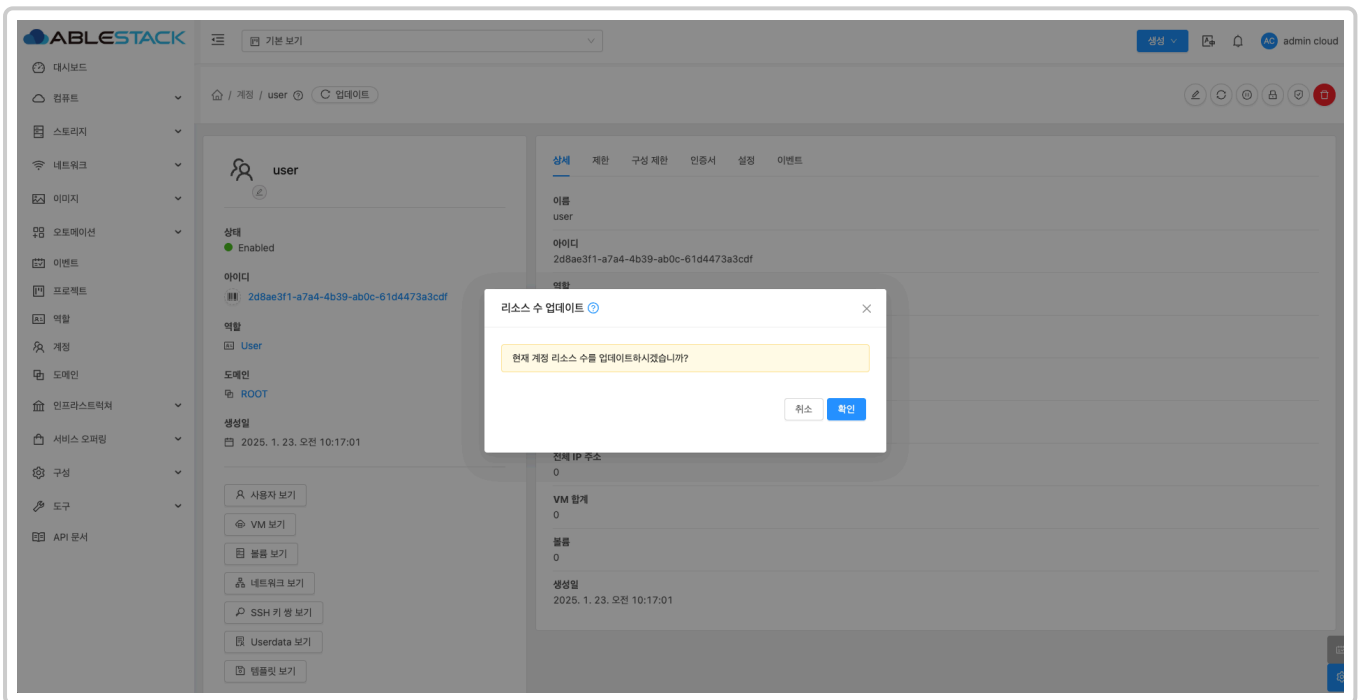 ABLESTACK
기본 보기
생성
AC
admin cloud
대시보드
컴퓨트
스토리지
네트워크
이미지
오토메이션
이벤트
프로젝트
역할
계정
도메인
인프라스트럭쳐
서비스 오퍼링
구성
도구
API 문서
/ 계정 / user
업데이트
user
상태
Enabled
아이디
2d8ae3f1-a7a4-4b39-ab0c-61d4473a3cdf
역할
User
도메인
ROOT
생성일
2025. 1. 23. 오전 10:17:01
사용자 보기
VM 보기
볼륨 보기
네트워크 보기
SSH 키 쌍 보기
Userdata 보기
템플릿 보기
상세 제한 구성 제한 인증서 설정 이벤트
이름
user
아이디
2d8ae3f1-a7a4-4b39-ab0c-61d4473a3cdf
역할
리소스 수 업데이트
현재 계정 리소스 수를 업데이트하시겠습니까?
취소
확인
전체 IP 주소
0
VM 합계
0
볼륨
0
생성일
2025. 1. 23. 오전 10:17:01